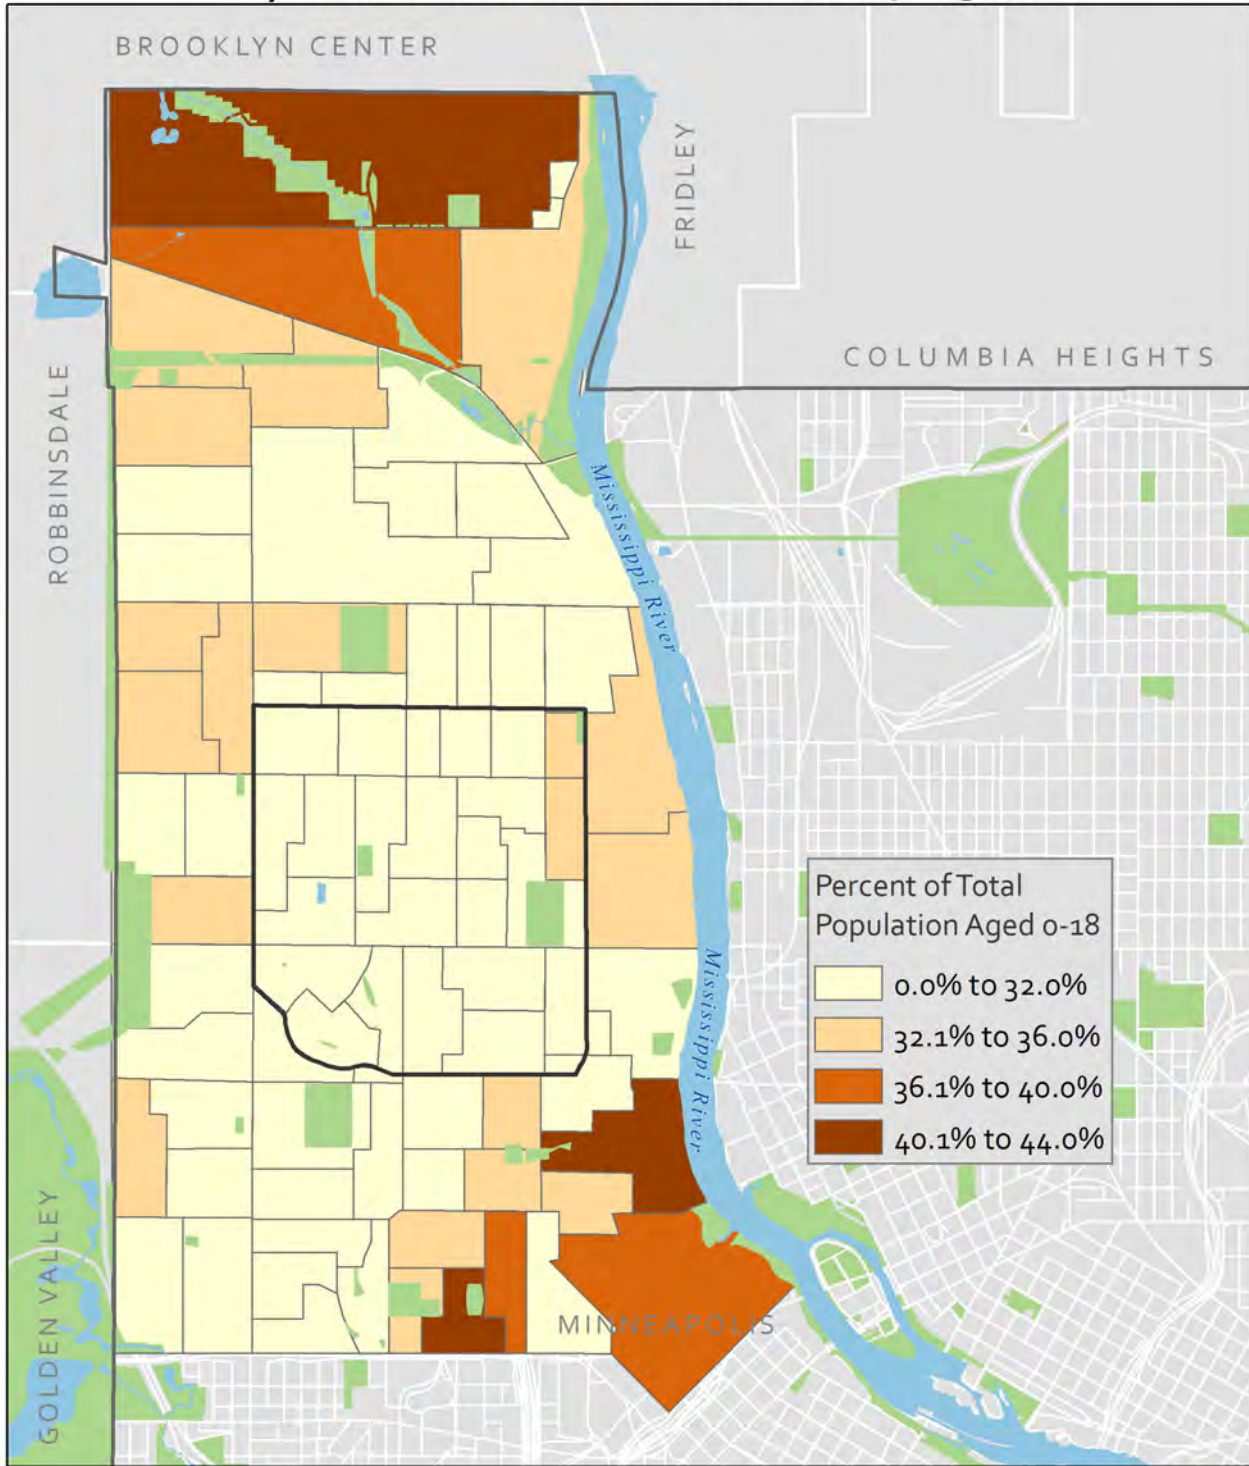 BROOKLYN CENTER
FRIDLEY
COLUMBIA HEIGHTS
ROBBINSDALE
Mississippi River
Percent of Total
Population Aged 0-18
0.0% to 32.0%
32.1% to 36.0%
36.1% to 40.0%
40.1% to 44.0%
Mississippi River
GOLDEN VALLEY
MINNEAPOLIS